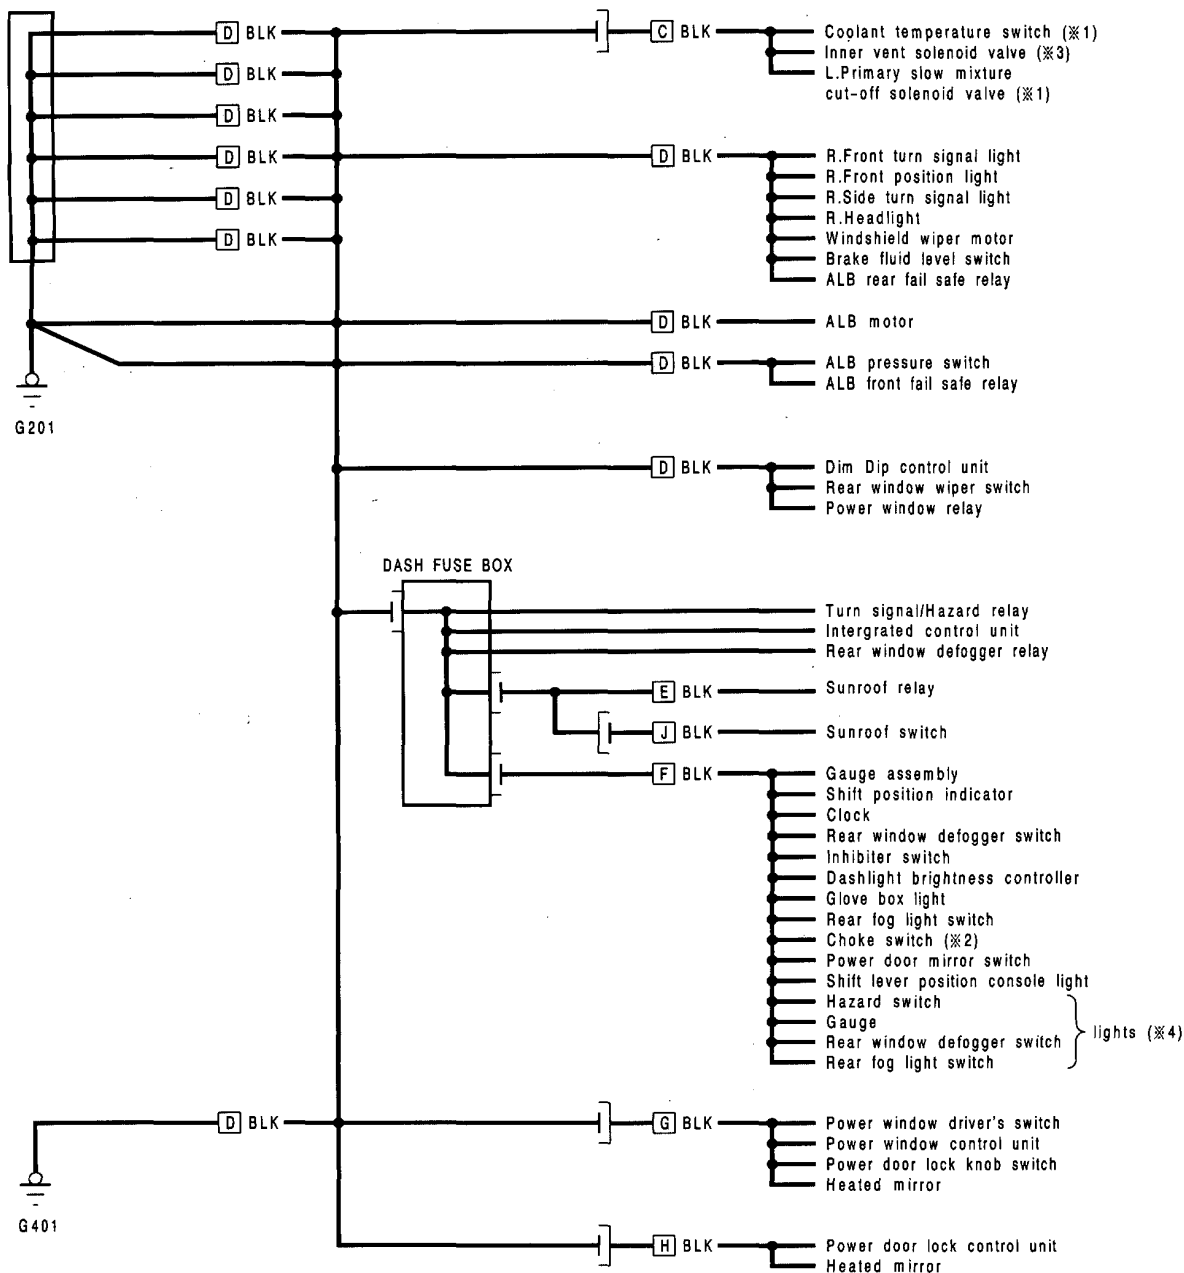 D BLK
C BLK
Coolant temperature switch (※1)
Inner vent solenoid valve (※3)
D BLK
L.Primary slow mixture
cut-off solenoid valve (※1)
D BLK
D BLK
D BLK
R.Front turn signal light
R.Front position light
D BLK
R.Side turn signal light
R.Headlight
D BLK
Windshield wiper motor
Brake fluid level switch
ALB rear fail safe relay
D BLK
ALB motor
D BLK
ALB pressure switch
ALB front fail safe relay
G201
D BLK
Dim Dip control unit
Rear window wiper switch
Power window relay
DASH FUSE BOX
Turn signal/Hazard relay
Intergrated control unit
Rear window defogger relay
E BLK
Sunroof relay
J BLK
Sunroof switch
F BLK
Gauge assembly
Shift position indicator
Clock
Rear window defogger switch
Inhibiter switch
Dashlight brightness controller
Glove box light
Rear fog light switch
Choke switch (※2)
Power door mirror switch
Shift lever position console light
Hazard switch
Gauge
Rear window defogger switch
Rear fog light switch
lights (※4)
D BLK
G BLK
Power window driver's switch
Power window control unit
Power door lock knob switch
Heated mirror
G401
H BLK
Power door lock control unit
Heated mirror